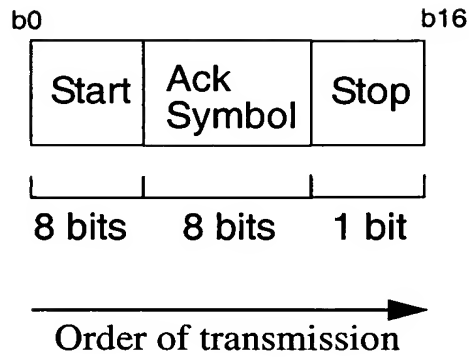 b0 b16
Start Ack Symbol Stop
8 bits 8 bits 1 bit
Order of transmission